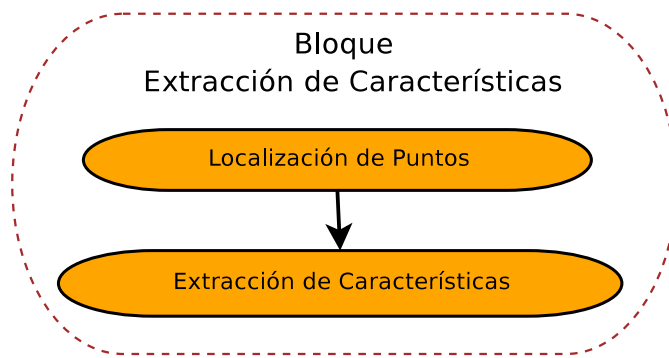 Bloque
Extracción de Características
Localización de Puntos
Extracción de Características